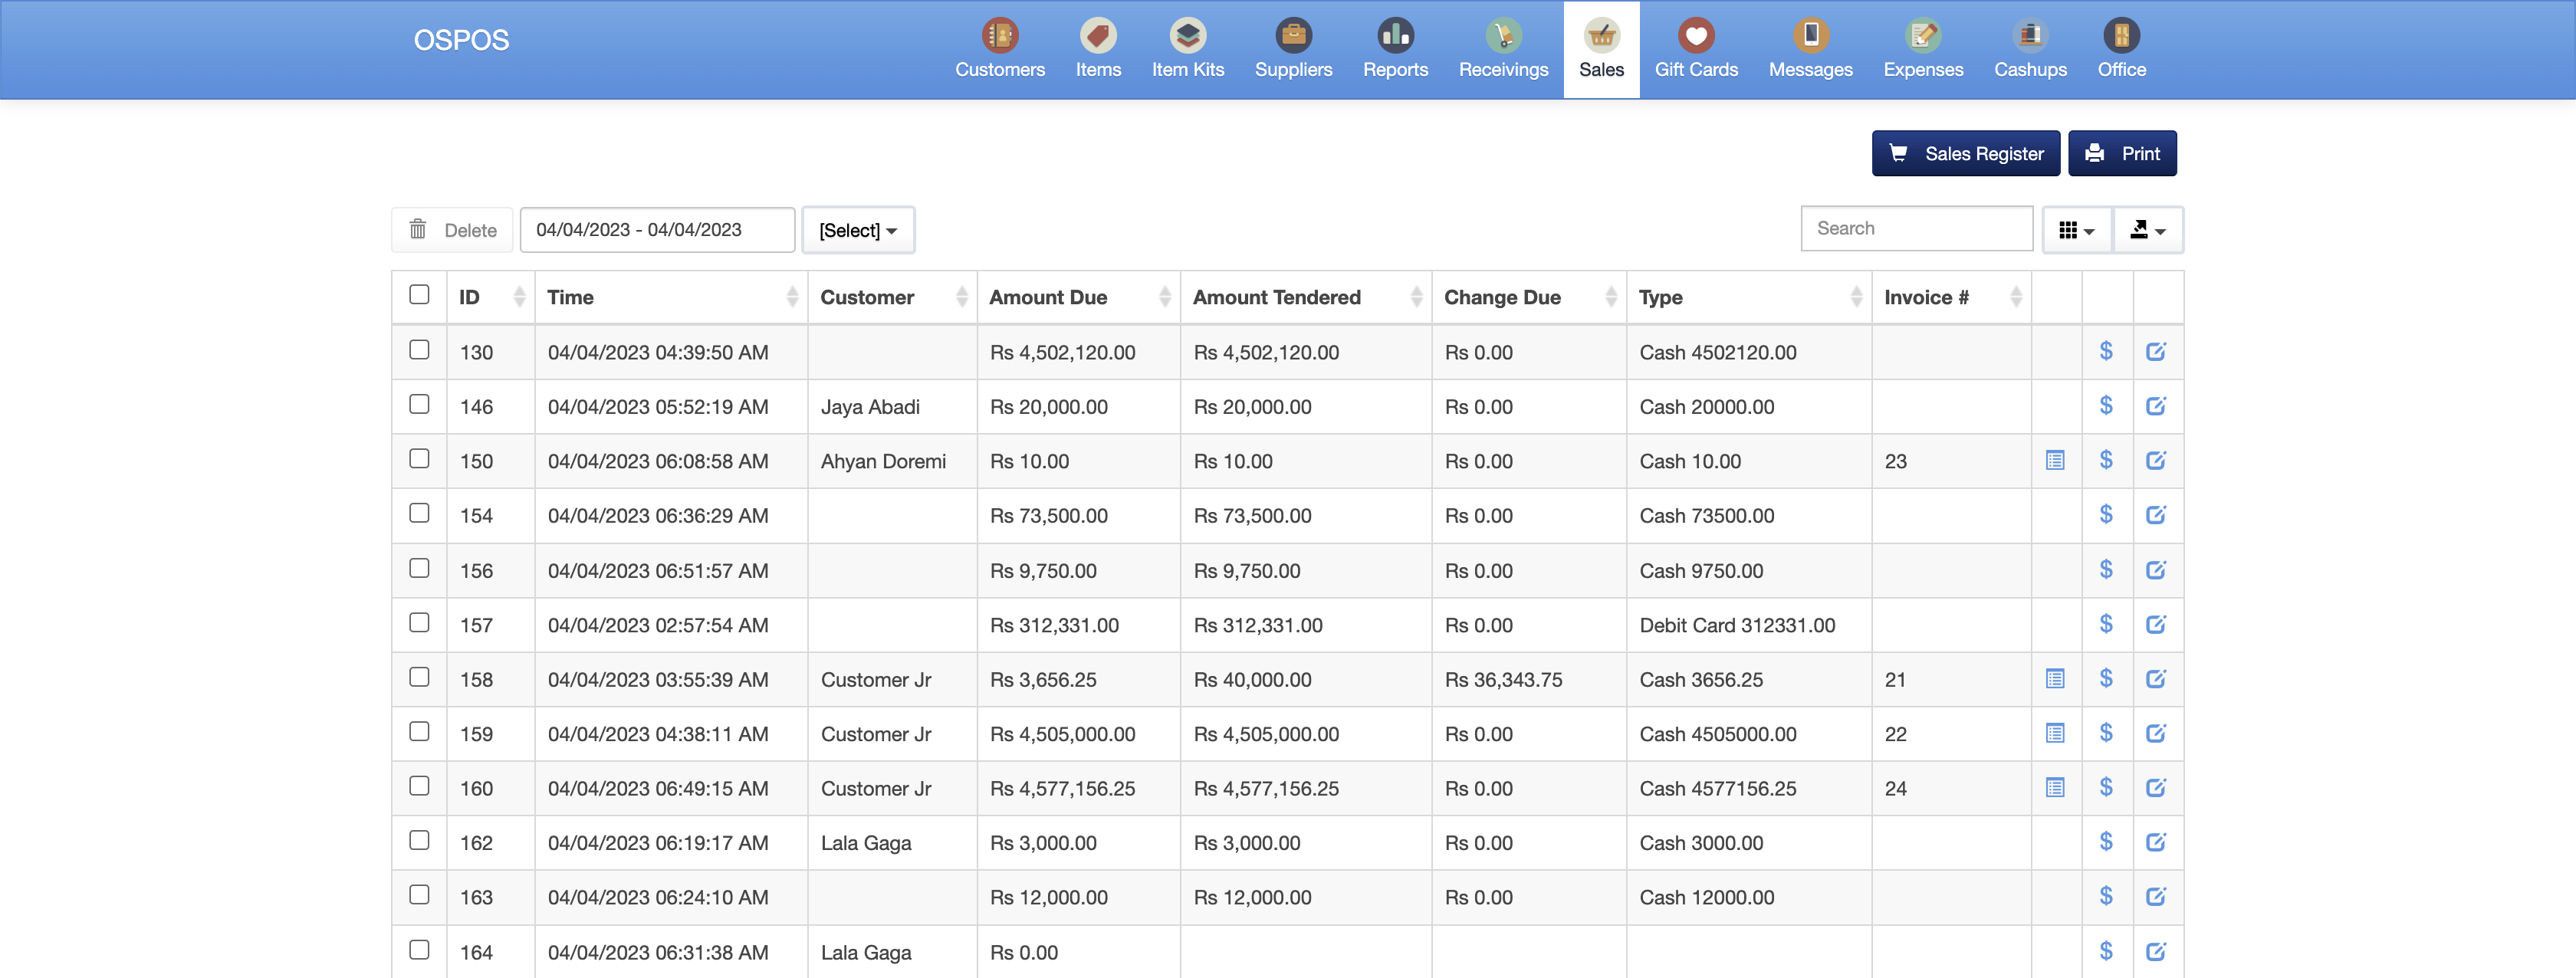 OSPOS
Customers Items Item Kits Suppliers Reports Receivings Sales Gift Cards Messages Expenses Cashups Office
Sales Register Print
Delete 04/04/2023 - 04/04/2023 [Select] Search
ID Time Customer Amount Due Amount Tendered Change Due Type Invoice #
130 04/04/2023 04:39:50 AM Rs 4,502,120.00 Rs 4,502,120.00 Rs 0.00 Cash 4502120.00 $
146 04/04/2023 05:52:19 AM Jaya Abadi Rs 20,000.00 Rs 20,000.00 Rs 0.00 Cash 20000.00 $
150 04/04/2023 06:08:58 AM Ahyan Doremi Rs 10.00 Rs 10.00 Rs 0.00 Cash 10.00 23 $
154 04/04/2023 06:36:29 AM Rs 73,500.00 Rs 73,500.00 Rs 0.00 Cash 73500.00 $
156 04/04/2023 06:51:57 AM Rs 9,750.00 Rs 9,750.00 Rs 0.00 Cash 9750.00 $
157 04/04/2023 02:57:54 AM Rs 312,331.00 Rs 312,331.00 Rs 0.00 Debit Card 312331.00 $
158 04/04/2023 03:55:39 AM Customer Jr Rs 3,656.25 Rs 40,000.00 Rs 36,343.75 Cash 3656.25 21 $
159 04/04/2023 04:38:11 AM Customer Jr Rs 4,505,000.00 Rs 4,505,000.00 Rs 0.00 Cash 4505000.00 22 $
160 04/04/2023 06:49:15 AM Customer Jr Rs 4,577,156.25 Rs 4,577,156.25 Rs 0.00 Cash 4577156.25 24 $
162 04/04/2023 06:19:17 AM Lala Gaga Rs 3,000.00 Rs 3,000.00 Rs 0.00 Cash 3000.00 $
163 04/04/2023 06:24:10 AM Rs 12,000.00 Rs 12,000.00 Rs 0.00 Cash 12000.00 $
164 04/04/2023 06:31:38 AM Lala Gaga Rs 0.00 $